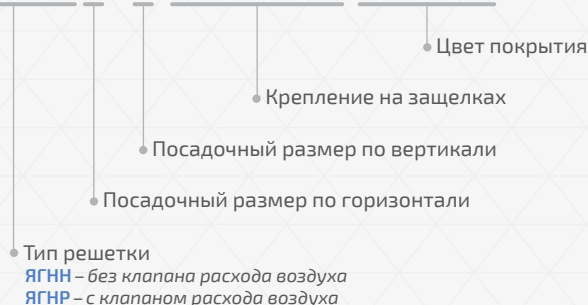 Цвет покрытия
Крепление на защелках
Посадочный размер по вертикали
Посадочный размер по горизонтали
Тип решетки
ЯГНН – без клапана расхода воздуха
ЯГНР – с клапаном расхода воздуха